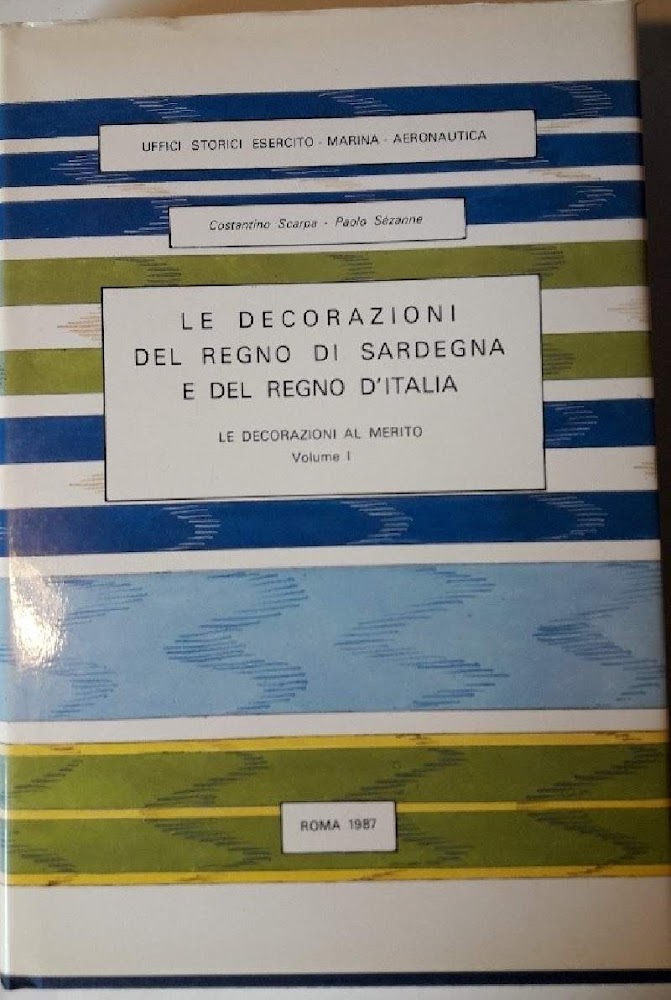 UFFICI STORICI ESERCITO - MARINA - AERONAUTICA
Costantino Scarpa - Paolo Sézanne
LE DECORAZIONI
DEL REGNO DI SARDEGNA
E DEL REGNO D'ITALIA
LE DECORAZIONI AL MERITO
Volume I
ROMA 1987